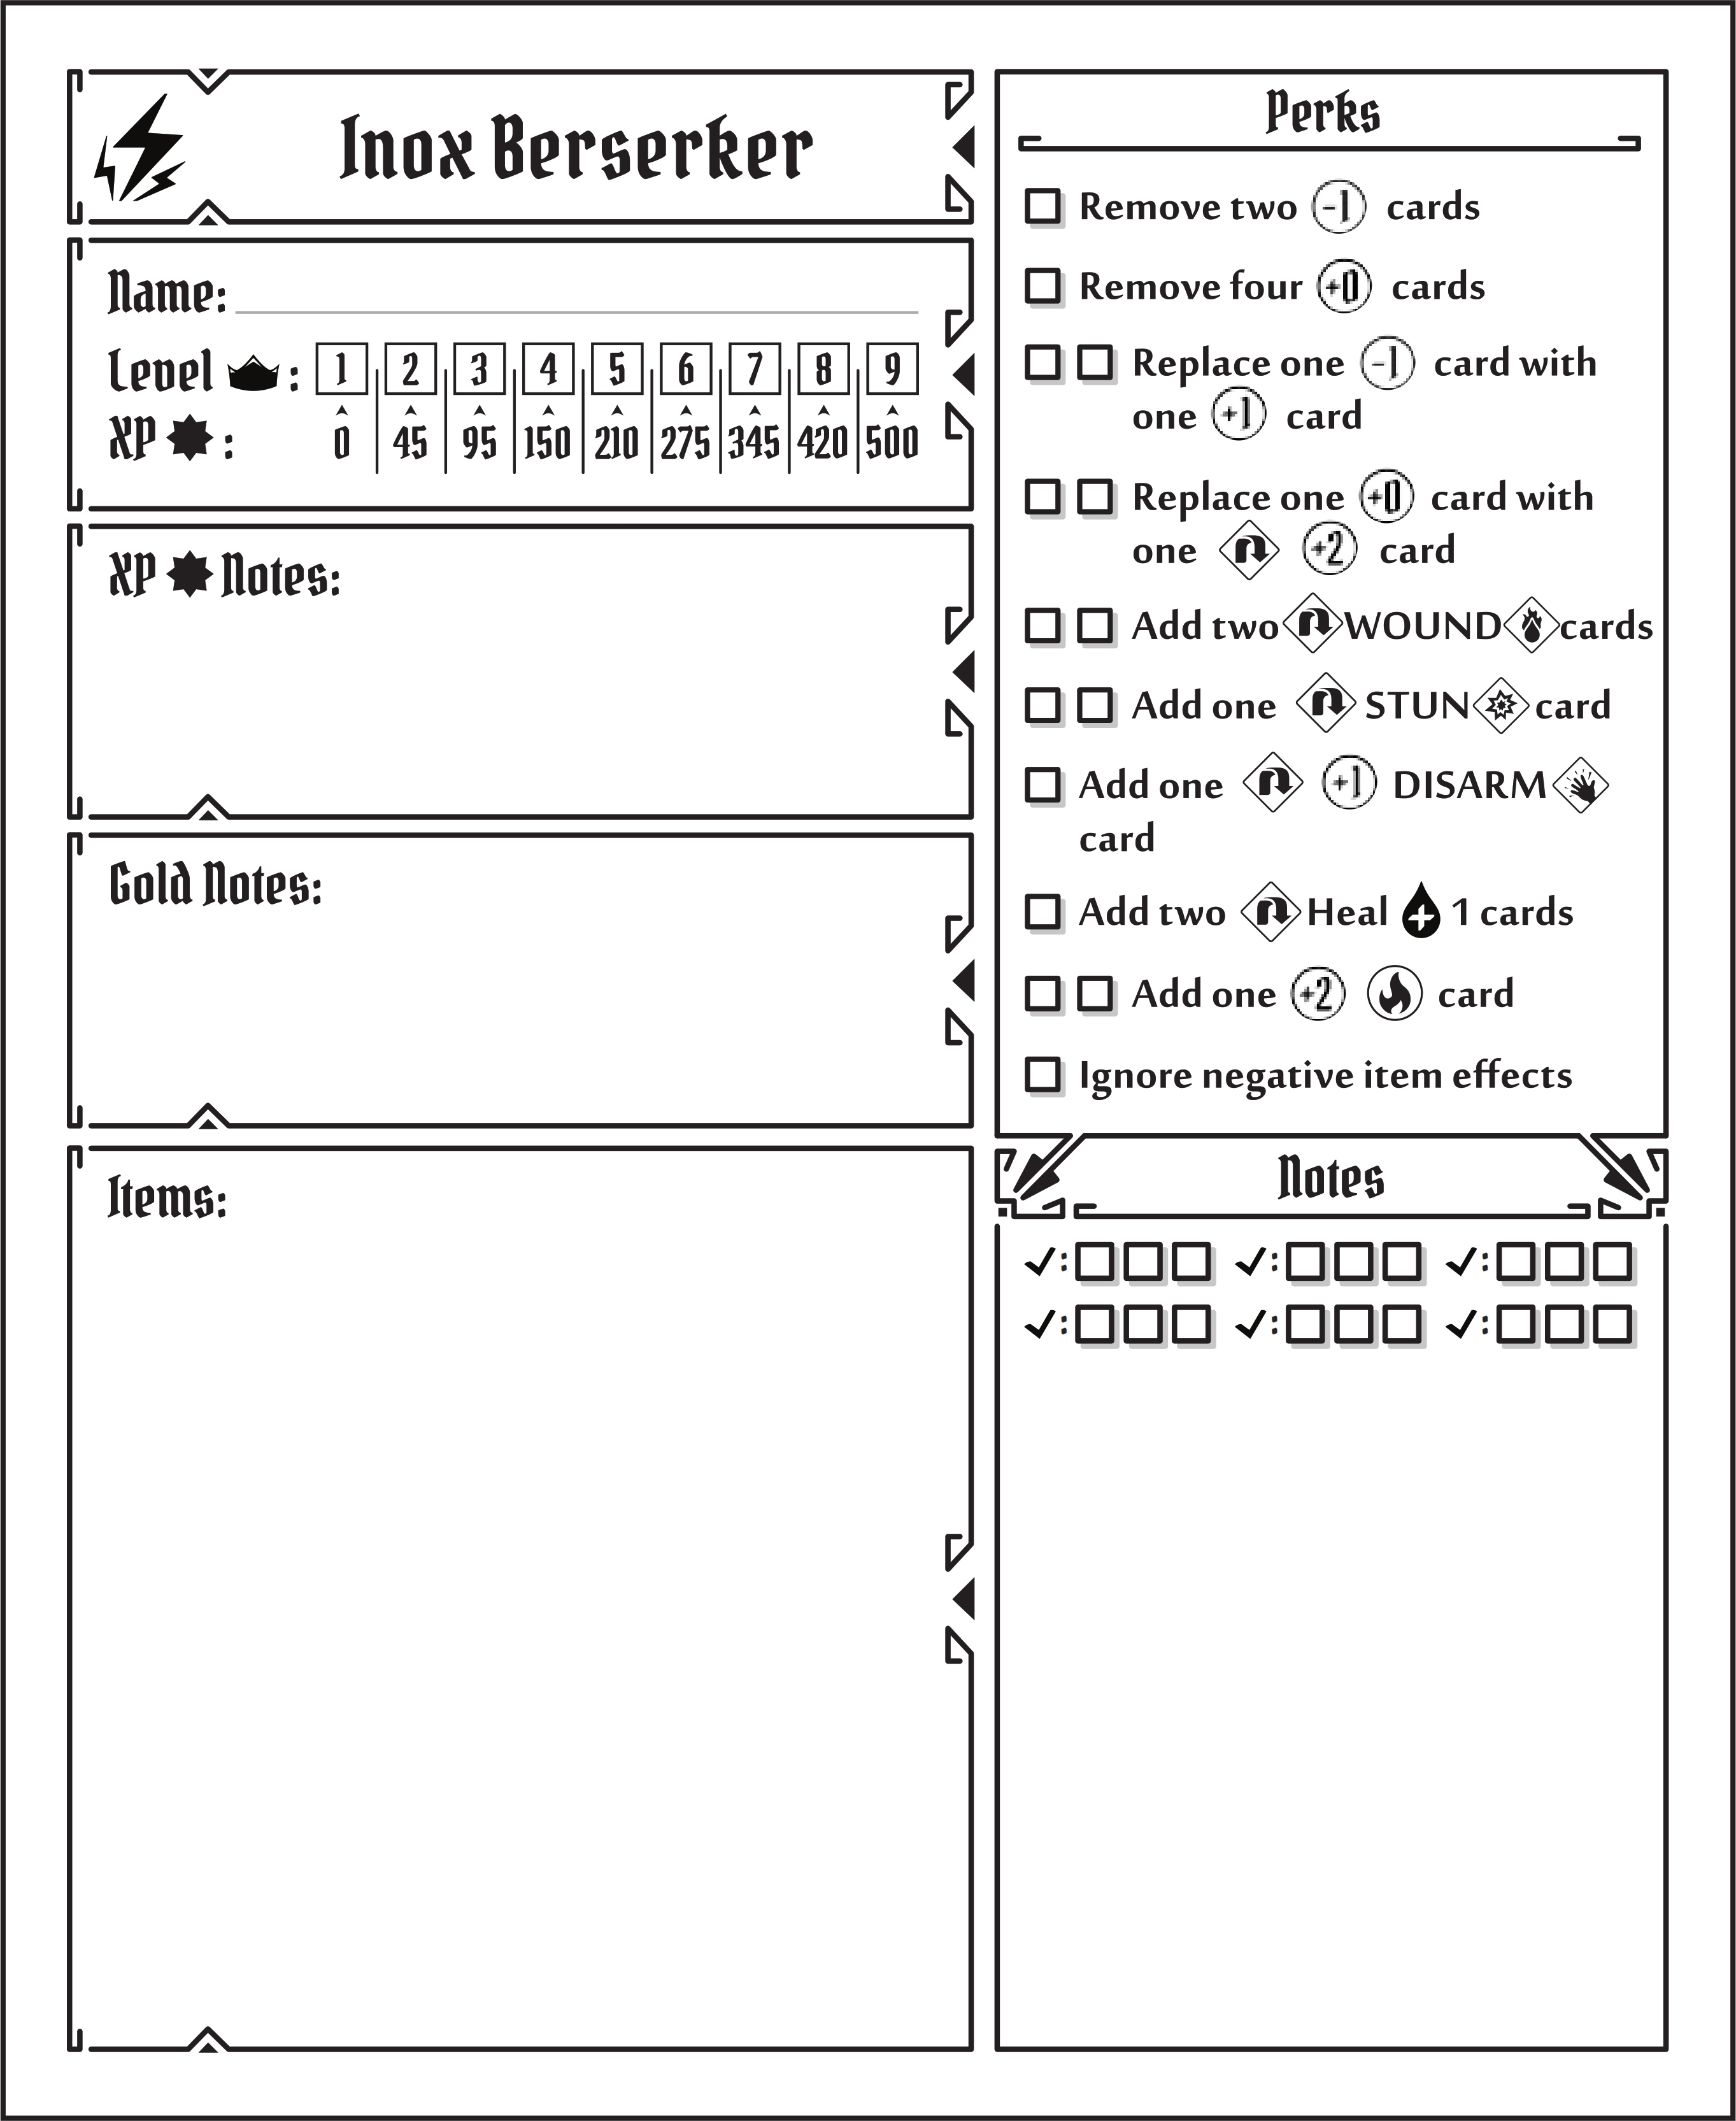 Inox Berserker
Name:
Level :
1 2 3 4 5 6 7 8 9
XP :
0 45 95 150 210 275 345 420 500
XP Notes:
Gold Notes:
Items:
Perks
Remove two -1 cards
Remove four +0 cards
Replace one -1 card with
one +1 card
Replace one +0 card with
one +2 card
Add two WOUND cards
Add one STUN card
Add one +1 DISARM
card
Add two Heal 1 cards
Add one +2 card
Ignore negative item effects
Notes
: : :
: : :